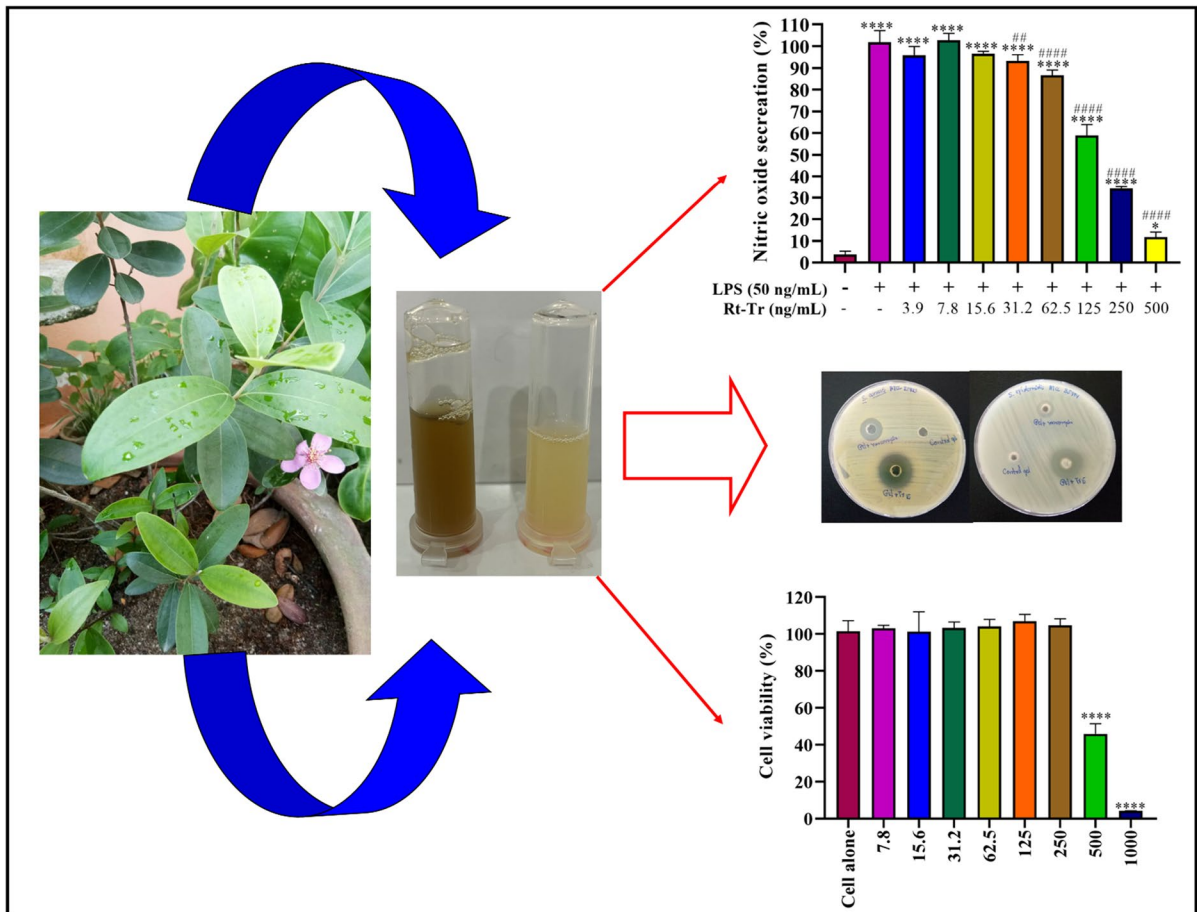 Nitric oxide secreation (%)
110
100
90
80
70
60
50
40
30
20
10
0
**** **** **** **** ## **** #### **** #### **** #### **** #### *
LPS (50 ng/mL) - + + + + + + + + +
Rt-Tr (ng/mL) - - 3.9 7.8 15.6 31.2 62.5 125 250 500
Control gel
Control gel
Cell viability (%)
120
100
80
60
40
20
0
**** ****
Cell alone 7.8 15.6 31.2 62.5 125 250 500 1000